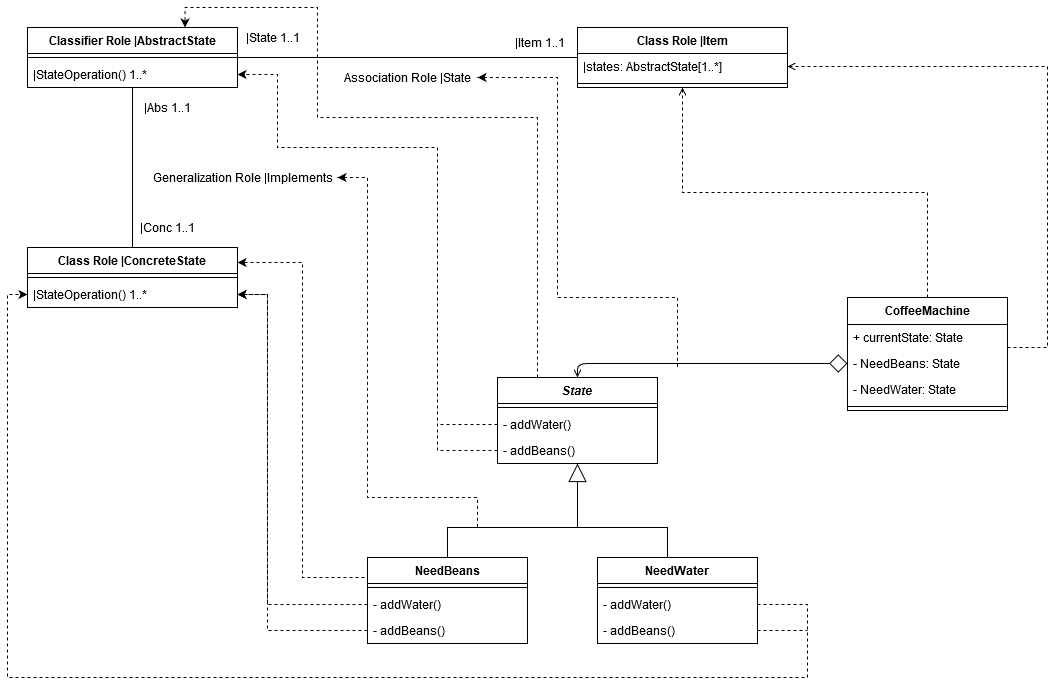 Classifier Role |AbstractState
|StateOperation() 1..*
|State 1..1
|Item 1..1
Class Role |Item
|states: AbstractState[1..*]
Association Role |State
|Abs 1..1
Generalization Role |Implements
|Conc 1..1
Class Role |ConcreteState
|StateOperation() 1..*
CoffeeMachine
+ currentState: State
- NeedBeans: State
- NeedWater: State
State
- addWater()
- addBeans()
NeedBeans
- addWater()
- addBeans()
NeedWater
- addWater()
- addBeans()